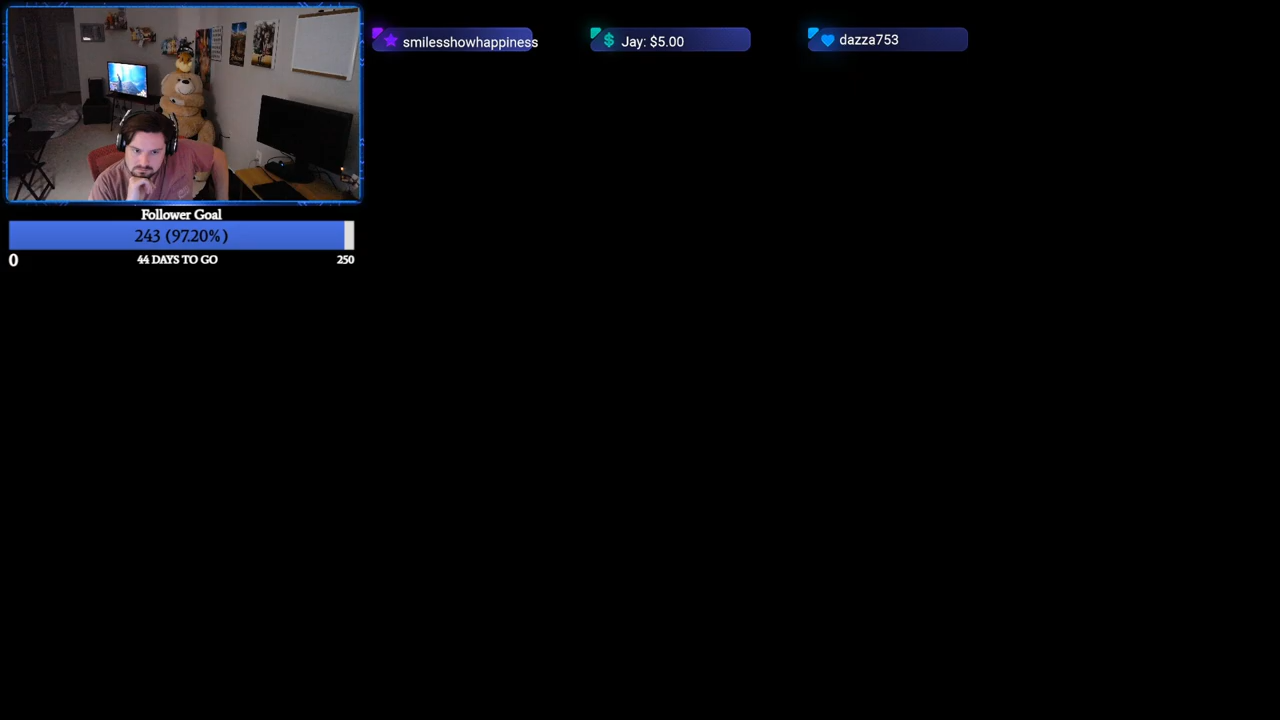 smilesshowhappiness
$ Jay: $5.00
dazza753
Follower Goal
243 (97.20%)
0 44 DAYS TO GO 250